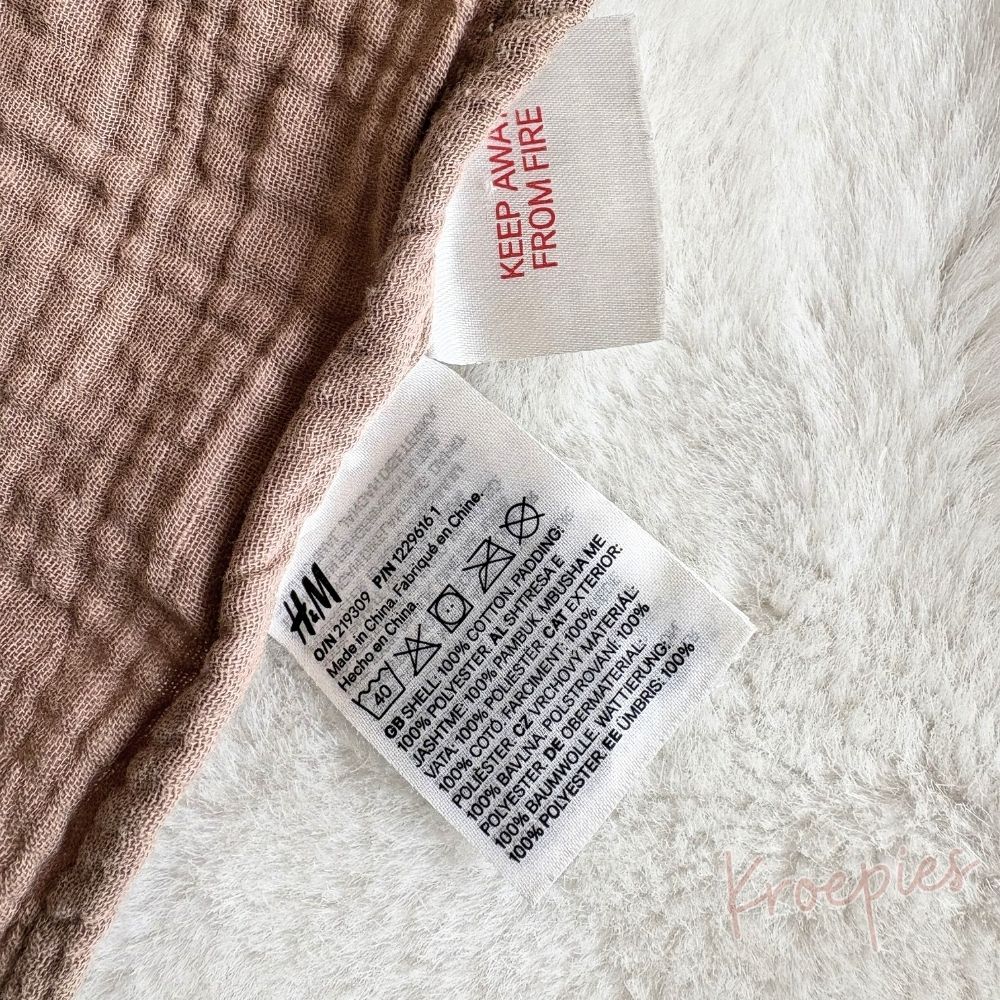 KEEP AWAY
FROM FIRE
H&M
O/N 219309 P/N 1229616.1
Made in China. Fabriqué en Chine.
Hecho en China.
40
GB SHELL: 100% COTTON. PADDING:
100% POLYESTER. AL SHTRESA E
JASHTME: 100% PAMBUK. MBUSHA ME
VATA: 100% POLIESTER. CAT EXTERIOR:
100% COTÓ. FARCIMENT: 100%
POLIÈSTER. CZ VRCHOVÝ MATERIÁL:
100% BAVLNA. POLSTROVÁNÍ: 100%
POLYESTER. DE OBERMATERIAL:
100% BAUMWOLLE. WATTIERUNG:
100% POLYESTER. EE ÜMBRIS: 100%
Kroepies